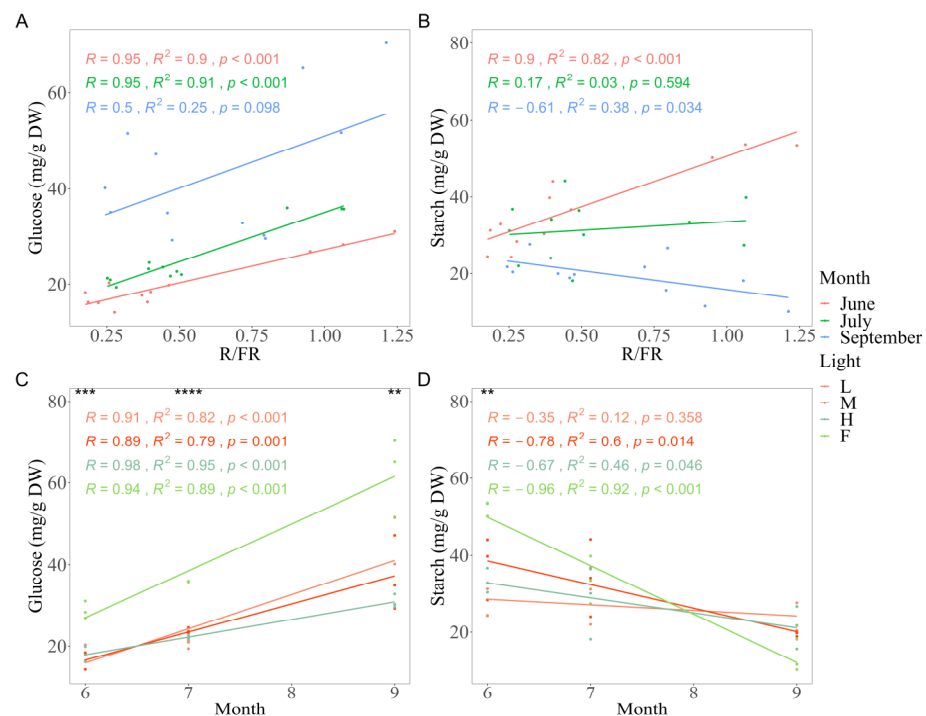 A
B
R = 0.95 , R² = 0.9 , p < 0.001
R = 0.95 , R² = 0.91 , p < 0.001
R = 0.5 , R² = 0.25 , p = 0.098
60
40
20
Glucose (mg/g DW)
0.25 0.50 0.75 1.00 1.25
R/FR
R = 0.9 , R² = 0.82 , p < 0.001
R = 0.17 , R² = 0.03 , p = 0.594
R = − 0.61 , R² = 0.38 , p = 0.034
80
60
40
20
Starch (mg/g DW)
0.25 0.50 0.75 1.00 1.25
R/FR
Month
June
July
September
Light
L
M
H
F
C
D
*** **** **
R = 0.91 , R² = 0.82 , p < 0.001
R = 0.89 , R² = 0.79 , p = 0.001
R = 0.98 , R² = 0.95 , p < 0.001
R = 0.94 , R² = 0.89 , p < 0.001
80
60
40
20
Glucose (mg/g DW)
6 7 8 9
Month
**
R = − 0.35 , R² = 0.12 , p = 0.358
R = − 0.78 , R² = 0.6 , p = 0.014
R = − 0.67 , R² = 0.46 , p = 0.046
R = − 0.96 , R² = 0.92 , p < 0.001
80
60
40
20
Starch (mg/g DW)
6 7 8 9
Month